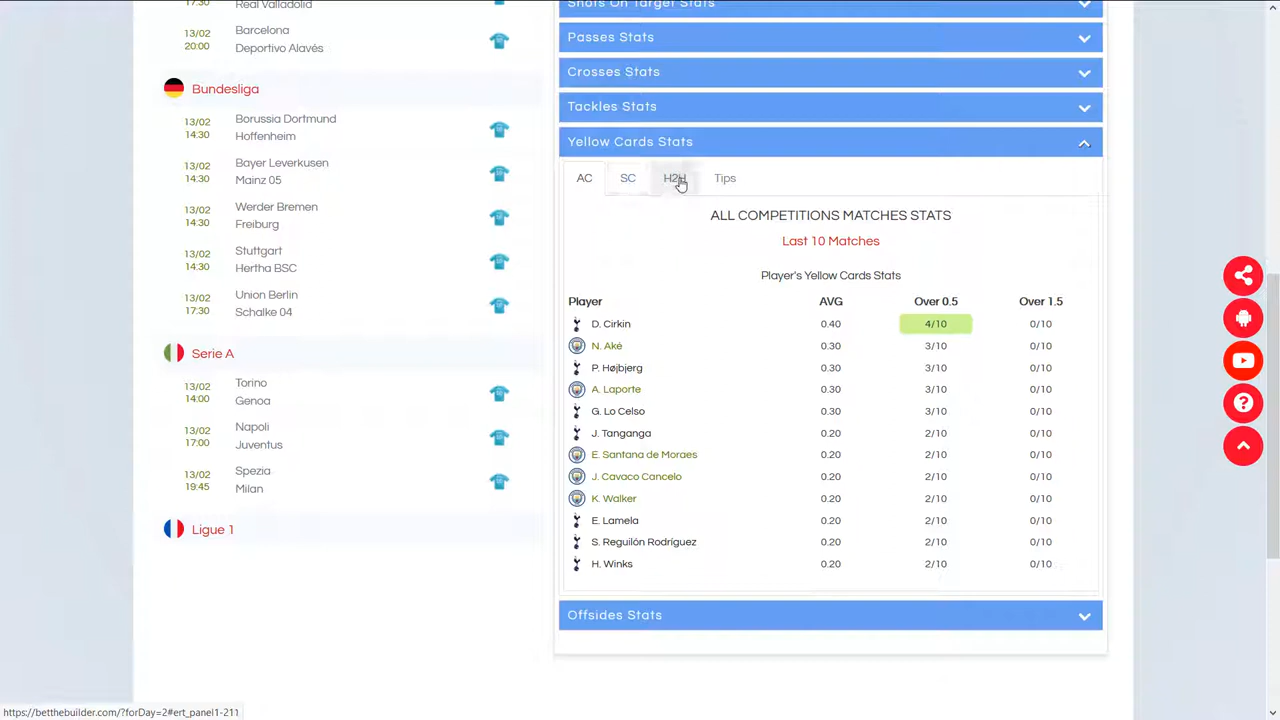 17:30 Real Valladolid
13/02 Barcelona
20:00 Deportivo Alavés
Bundesliga
13/02 Borussia Dortmund
14:30 Hoffenheim
13/02 Bayer Leverkusen
14:30 Mainz 05
13/02 Werder Bremen
14:30 Freiburg
13/02 Stuttgart
14:30 Hertha BSC
13/02 Union Berlin
17:30 Schalke 04
Serie A
13/02 Torino
14:00 Genoa
13/02 Napoli
17:00 Juventus
13/02 Spezia
19:45 Milan
Ligue 1
Shots On Target Stats
Passes Stats
Crosses Stats
Tackles Stats
Yellow Cards Stats
AC SC H2H Tips
ALL COMPETITIONS MATCHES STATS
Last 10 Matches
Player's Yellow Cards Stats
Player AVG Over 0.5 Over 1.5
D. Cirkin 0.40 4/10 0/10
N. Aké 0.30 3/10 0/10
P. Højbjerg 0.30 3/10 0/10
A. Laporte 0.30 3/10 0/10
G. Lo Celso 0.30 3/10 0/10
J. Tanganga 0.20 2/10 0/10
E. Santana de Moraes 0.20 2/10 0/10
J. Cavaco Cancelo 0.20 2/10 0/10
K. Walker 0.20 2/10 0/10
E. Lamela 0.20 2/10 0/10
S. Reguilón Rodríguez 0.20 2/10 0/10
H. Winks 0.20 2/10 0/10
Offsides Stats
https://betthebuilder.com/?forDay=2#ert_panel1-211